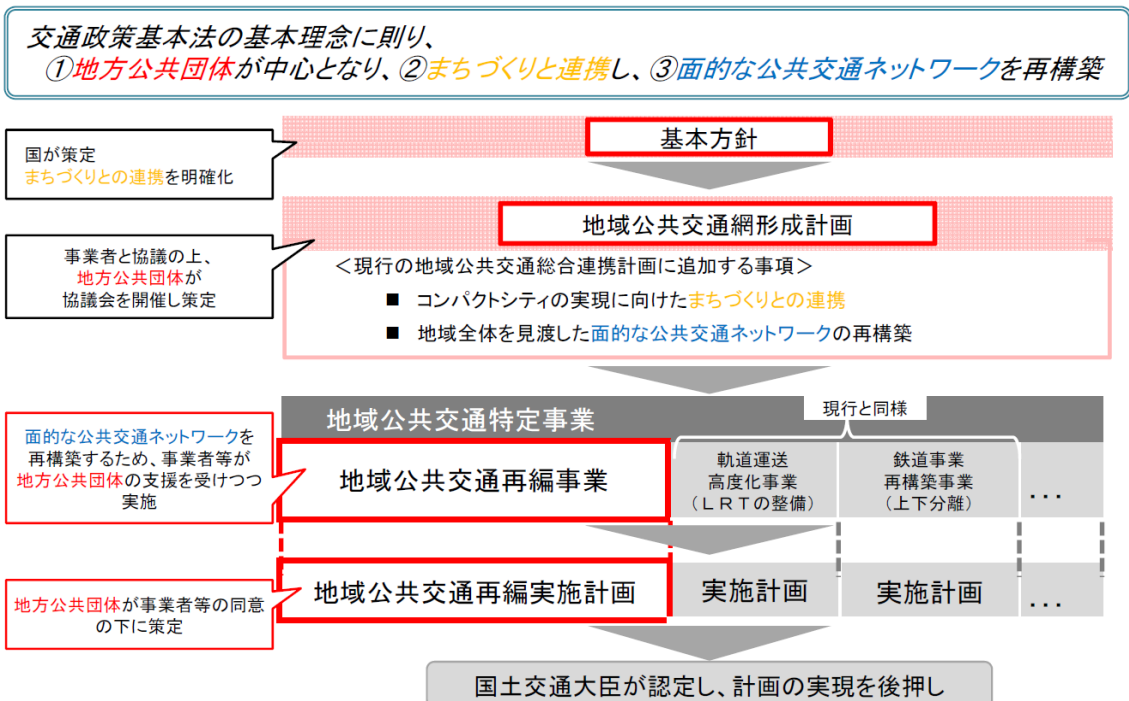 交通政策基本法の基本理念に則り、
①地方公共団体が中心となり、②まちづくりと連携し、③面的な公共交通ネットワークを再構築
基本方針
国が策定
まちづくりとの連携を明確化
地域公共交通網形成計画
事業者と協議の上、
地方公共団体が
協議会を開催し策定
＜現行の地域公共交通総合連携計画に追加する事項＞
■ コンパクトシティの実現に向けたまちづくりとの連携
■ 地域全体を見渡した面的な公共交通ネットワークの再構築
地域公共交通特定事業
現行と同様
面的な公共交通ネットワークを
再構築するため、事業者等が
地方公共団体の支援を受けつつ
実施
地域公共交通再編事業
軌道運送
高度化事業
（ＬＲＴの整備）
鉄道事業
再構築事業
（上下分離）
...
地方公共団体が事業者等の同意
の下に策定
地域公共交通再編実施計画
実施計画
実施計画
...
国土交通大臣が認定し、計画の実現を後押し